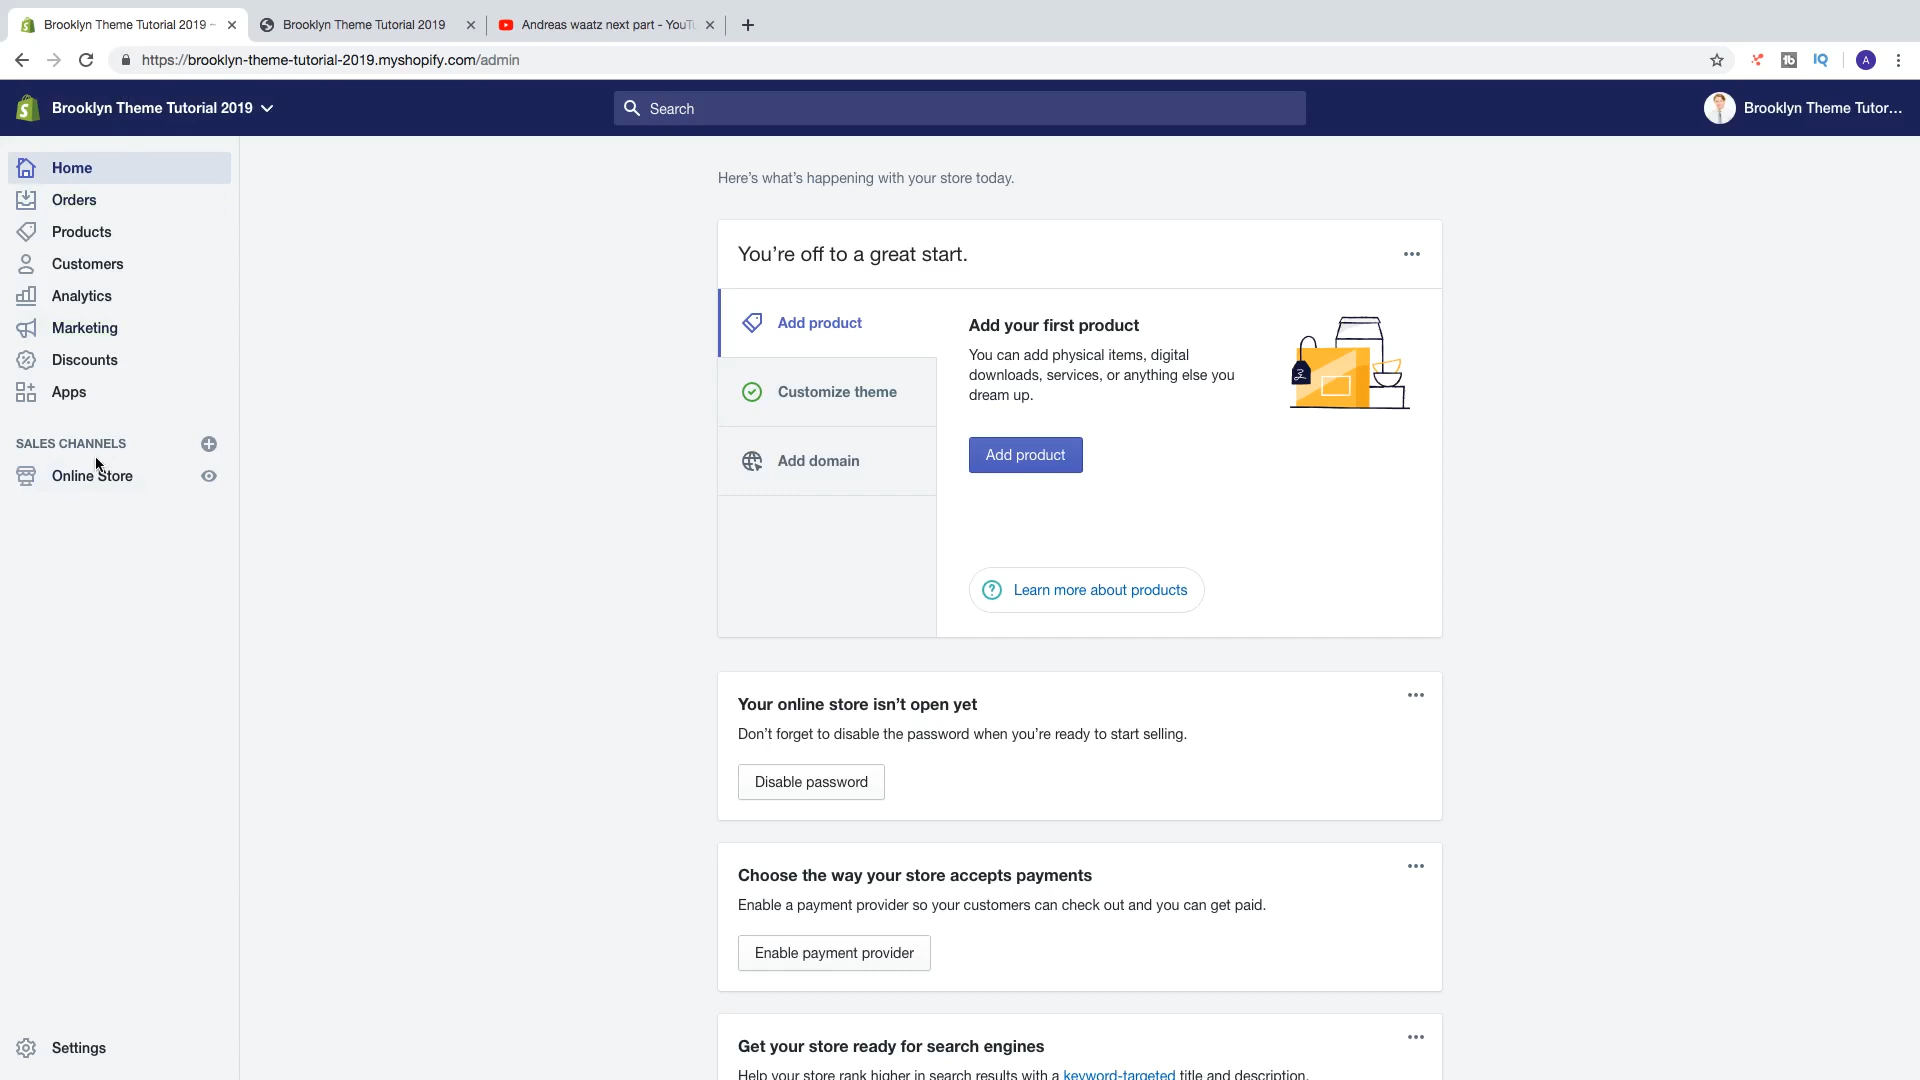 Brooklyn Theme Tutorial 2019 ~
Brooklyn Theme Tutorial 2019
Andreas waatz next part - YouTu
https://brooklyn-theme-tutorial-2019.myshopify.com/admin
A
Brooklyn Theme Tutorial 2019
Search
Brooklyn Theme Tutor...
Home
Orders
Products
Customers
Analytics
Marketing
Discounts
Apps
SALES CHANNELS
Online Store
Settings
Here's what's happening with your store today.
You're off to a great start.
Add product
Customize theme
Add domain
Add your first product
You can add physical items, digital
downloads, services, or anything else you
dream up.
Add product
Learn more about products
Your online store isn't open yet
Don't forget to disable the password when you're ready to start selling.
Disable password
Choose the way your store accepts payments
Enable a payment provider so your customers can check out and you can get paid.
Enable payment provider
Get your store ready for search engines
Help your store rank higher in search results with a keyword-targeted title and description.